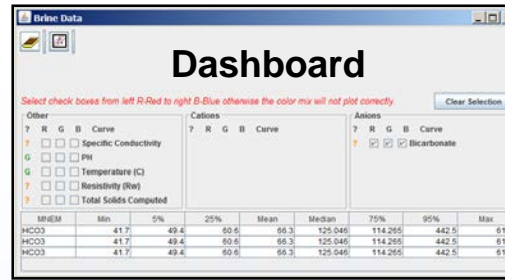 Brine Data
Dashboard
Select check boxes from left R-Red to right B-Blue otherwise the color mix will not plot correctly.
Clear Selection
Other Cations Anions
? R G B Curve ? R G B Curve ? R G B Curve
? Specific Conductivity ? Bicarbonate
G PH
G Temperature (C)
? Resistivity (Rw)
? Total Solids Computed
MNEM Min 5% 25% Mean Median 75% 95% Max
HCO3 41.7 49.4 60.6 66.3 125.046 114.265 442.5 61
HCO3 41.7 49.4 60.6 66.3 125.046 114.265 442.5 61
HCO3 41.7 49.4 60.6 66.3 125.046 114.265 442.5 61